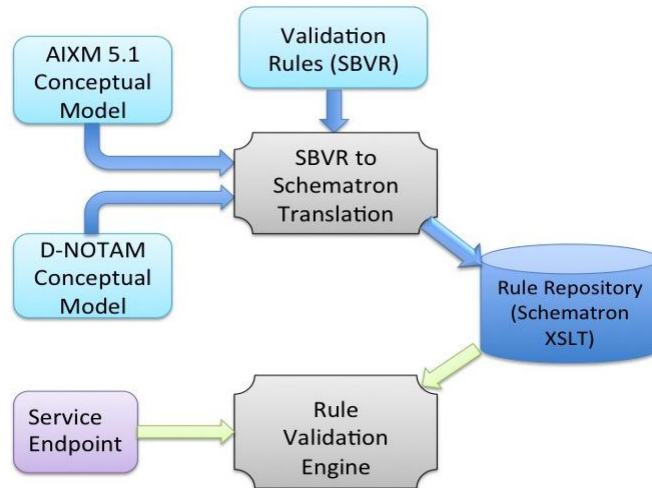 AIXM 5.1
Conceptual
Model
Validation
Rules (SBVR)
SBVR to
Schematron
Translation
D-NOTAM
Conceptual
Model
Rule Repository
(Schematron
XSLT)
Service
Endpoint
Rule
Validation
Engine